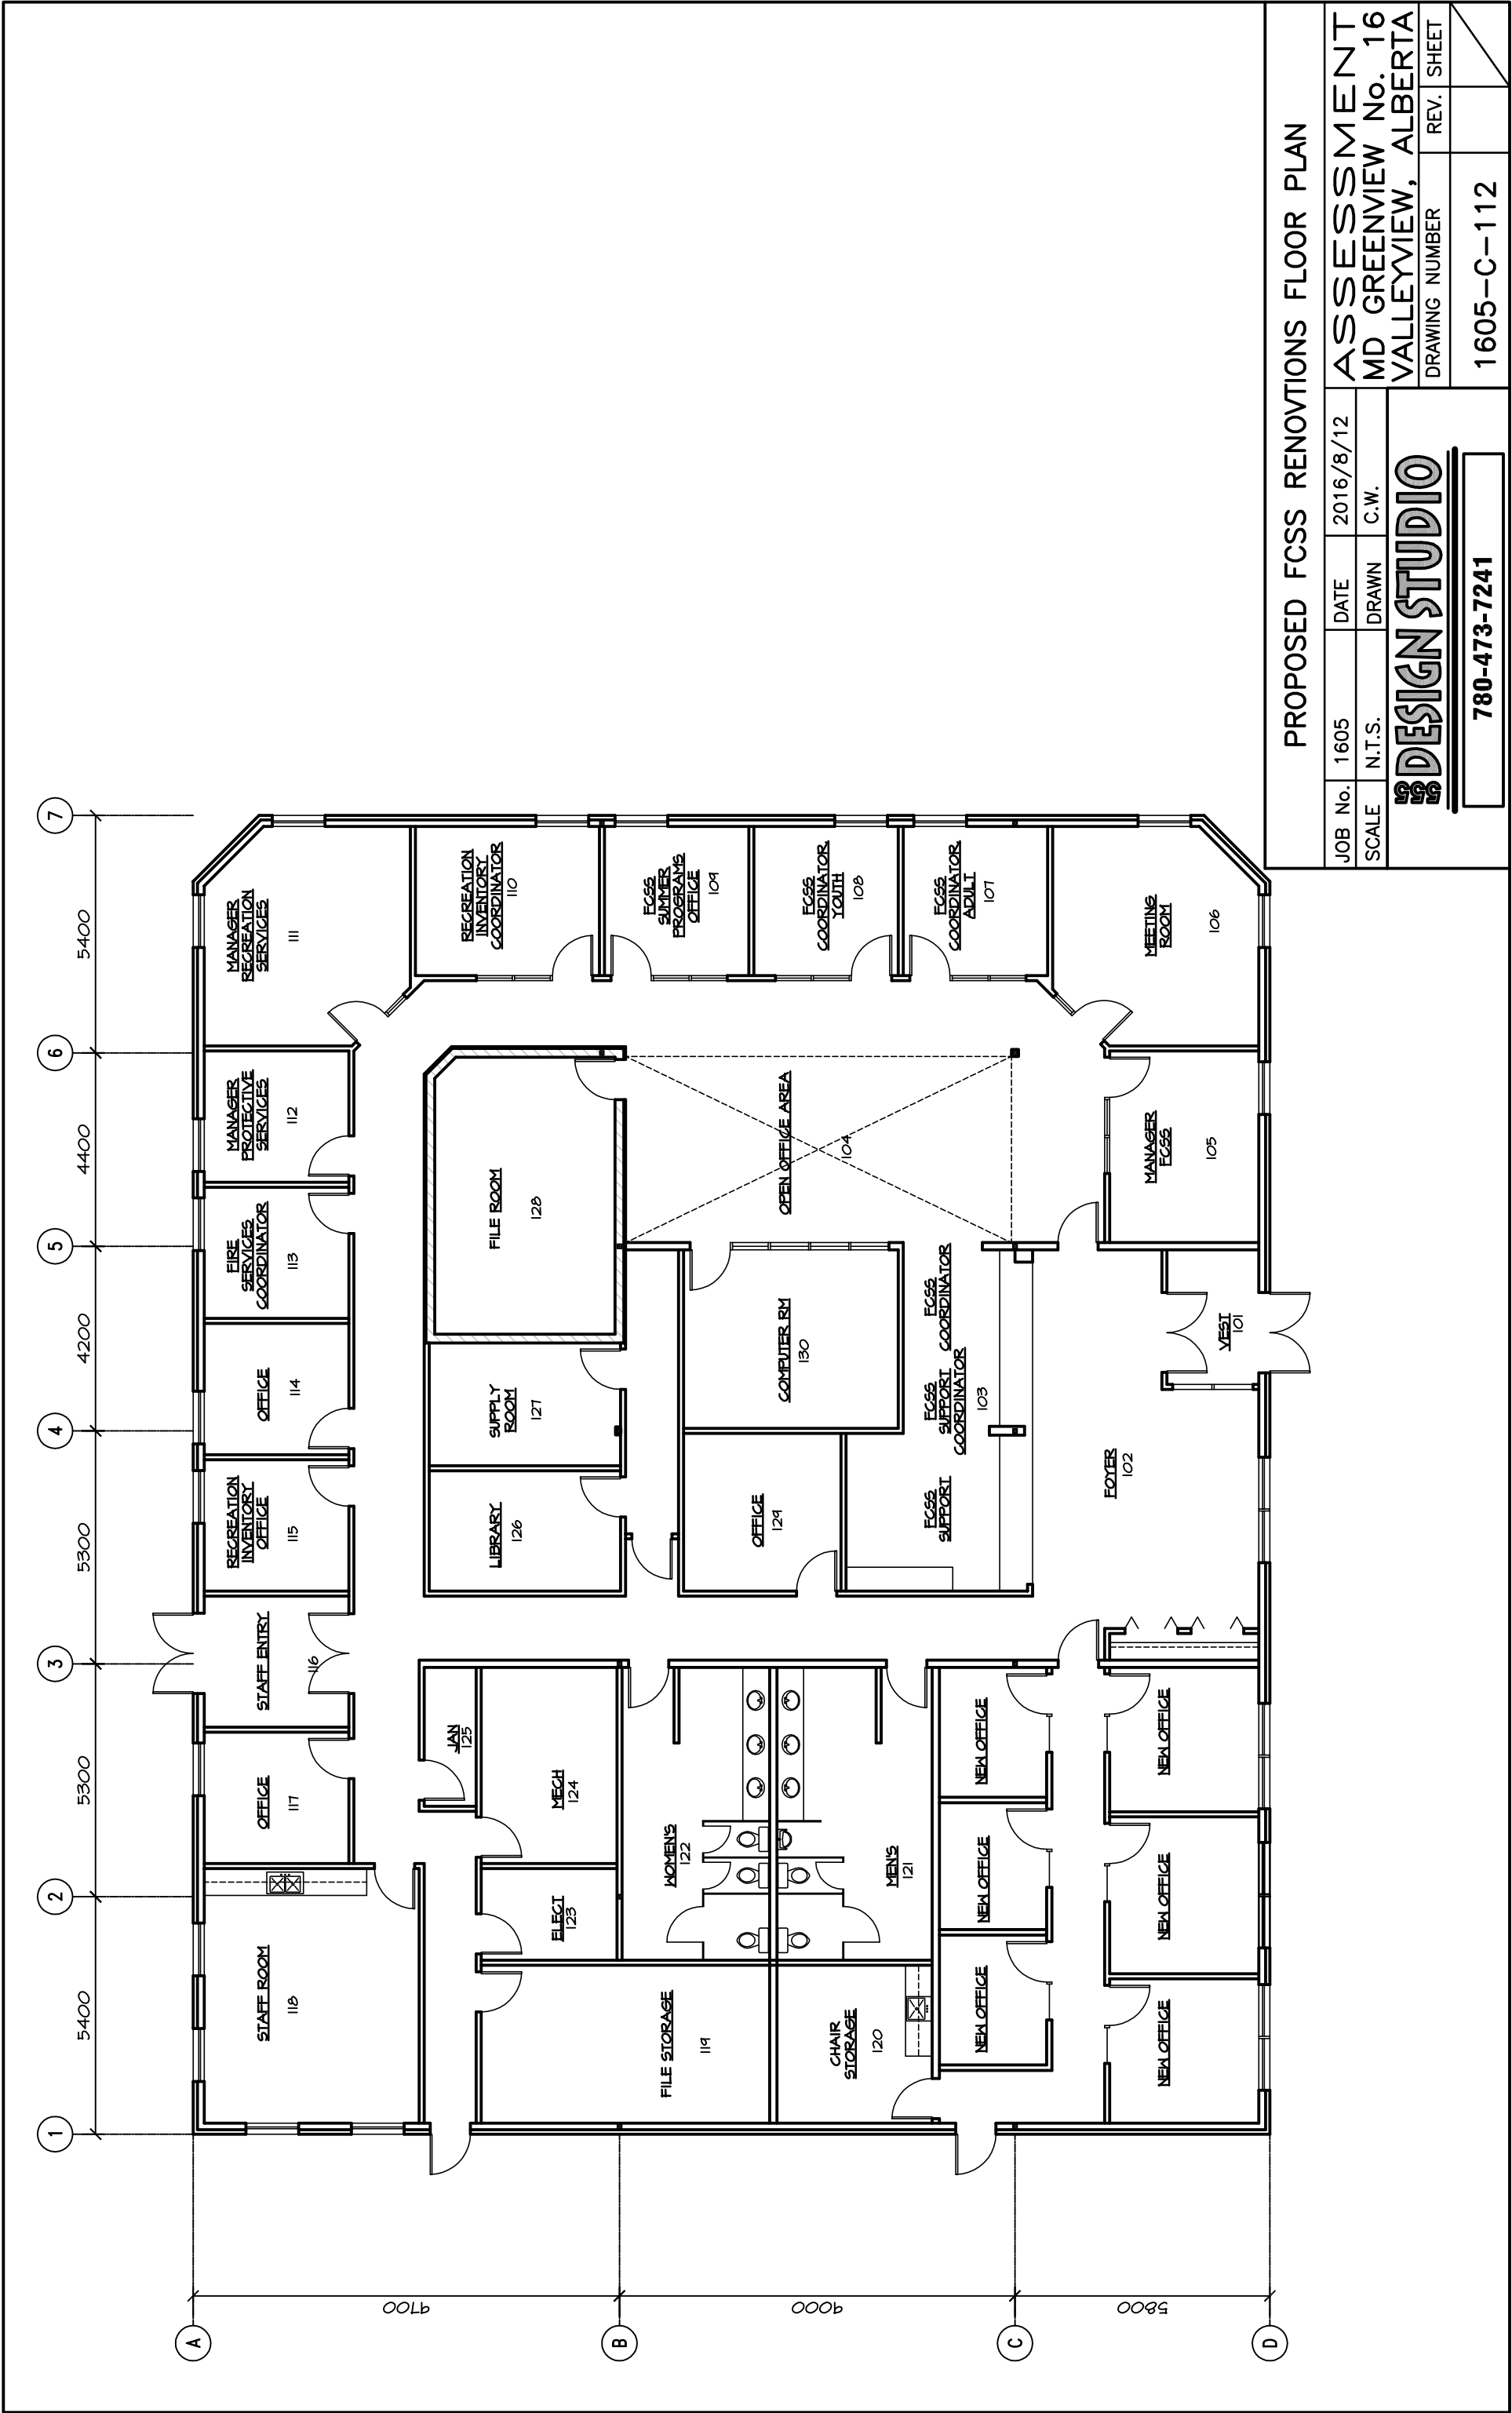 1
2
3
4
5
6
7
5400
5300
5300
4200
4400
5400
A
B
C
D
9700
9000
5800
STAFF ROOM
118
OFFICE
117
STAFF ENTRY
116
RECREATION
INVENTORY
OFFICE
115
OFFICE
114
FIRE
SERVICES
COORDINATOR
113
MANAGER
PROTECTIVE
SERVICES
112
MANAGER
RECREATION
SERVICES
111
JAN
125
MECH
124
ELECT
123
LIBRARY
126
SUPPLY
ROOM
127
FILE ROOM
128
RECREATION
INVENTORY
COORDINATOR
110
FILE STORAGE
119
WOMEN'S
122
FCSS
SUMMER
PROGRAMS
OFFICE
109
OFFICE
129
COMPUTER RM
130
OPEN OFFICE AREA
104
FCSS
COORDINATOR,
YOUTH
108
CHAIR
STORAGE
120
MEN'S
121
FCSS
SUPPORT
FCSS
SUPPORT
COORDINATOR
FCSS
COORDINATOR
103
FCSS
COORDINATOR,
ADULT
107
NEW OFFICE
NEW OFFICE
NEW OFFICE
FOYER
102
MANAGER
FCSS
105
MEETING
ROOM
106
NEW OFFICE
NEW OFFICE
NEW OFFICE
VEST
101
PROPOSED FCSS RENOVTIONS FLOOR PLAN
JOB No. 1605 DATE 2016/8/12
SCALE N.T.S. DRAWN C.W.
ASSESSMENT
MD GREENVIEW No. 16
VALLEYVIEW, ALBERTA
555 DESIGN STUDIO
780-473-7241
DRAWING NUMBER REV. SHEET
1605-C-112